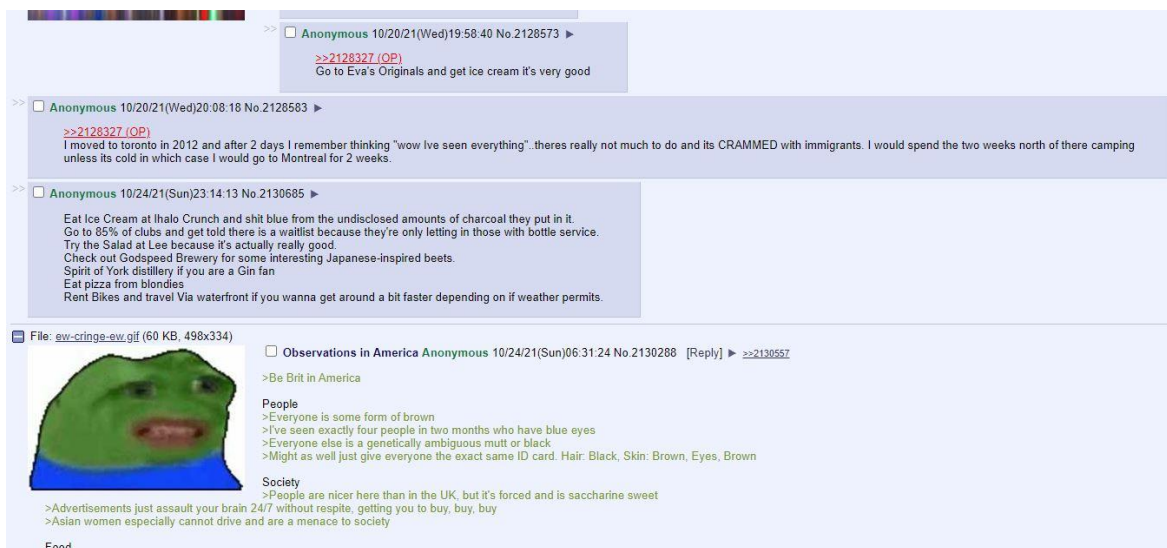 >> Anonymous 10/20/21(Wed)19:58:40 No.2128573 ▶
>>2128327 (OP)
Go to Eva's Originals and get ice cream it's very good
>> Anonymous 10/20/21(Wed)20:08:18 No.2128583 ▶
>>2128327 (OP)
I moved to toronto in 2012 and after 2 days I remember thinking "wow Ive seen everything"..theres really not much to do and its CRAMMED with immigrants. I would spend the two weeks north of there camping
unless its cold in which case I would go to Montreal for 2 weeks.
>> Anonymous 10/24/21(Sun)23:14:13 No.2130685 ▶
Eat Ice Cream at Ihalo Crunch and shit blue from the undisclosed amounts of charcoal they put in it.
Go to 85% of clubs and get told there is a waitlist because they're only letting in those with bottle service.
Try the Salad at Lee because it's actually really good.
Check out Godspeed Brewery for some interesting Japanese-inspired beets.
Spirit of York distillery if you are a Gin fan
Eat pizza from blondies
Rent Bikes and travel Via waterfront if you wanna get around a bit faster depending on if weather permits.
File: ew-cringe-ew.gif (60 KB, 498x334)
Observations in America Anonymous 10/24/21(Sun)06:31:24 No.2130288 [Reply] ▶ >>2130557
>Be Brit in America
People
>Everyone is some form of brown
>I've seen exactly four people in two months who have blue eyes
>Everyone else is a genetically ambiguous mutt or black
>Might as well just give everyone the exact same ID card. Hair: Black, Skin: Brown, Eyes, Brown
Society
>People are nicer here than in the UK, but it's forced and is saccharine sweet
>Advertisements just assault your brain 24/7 without respite, getting you to buy, buy, buy
>Asian women especially cannot drive and are a menace to society
Food